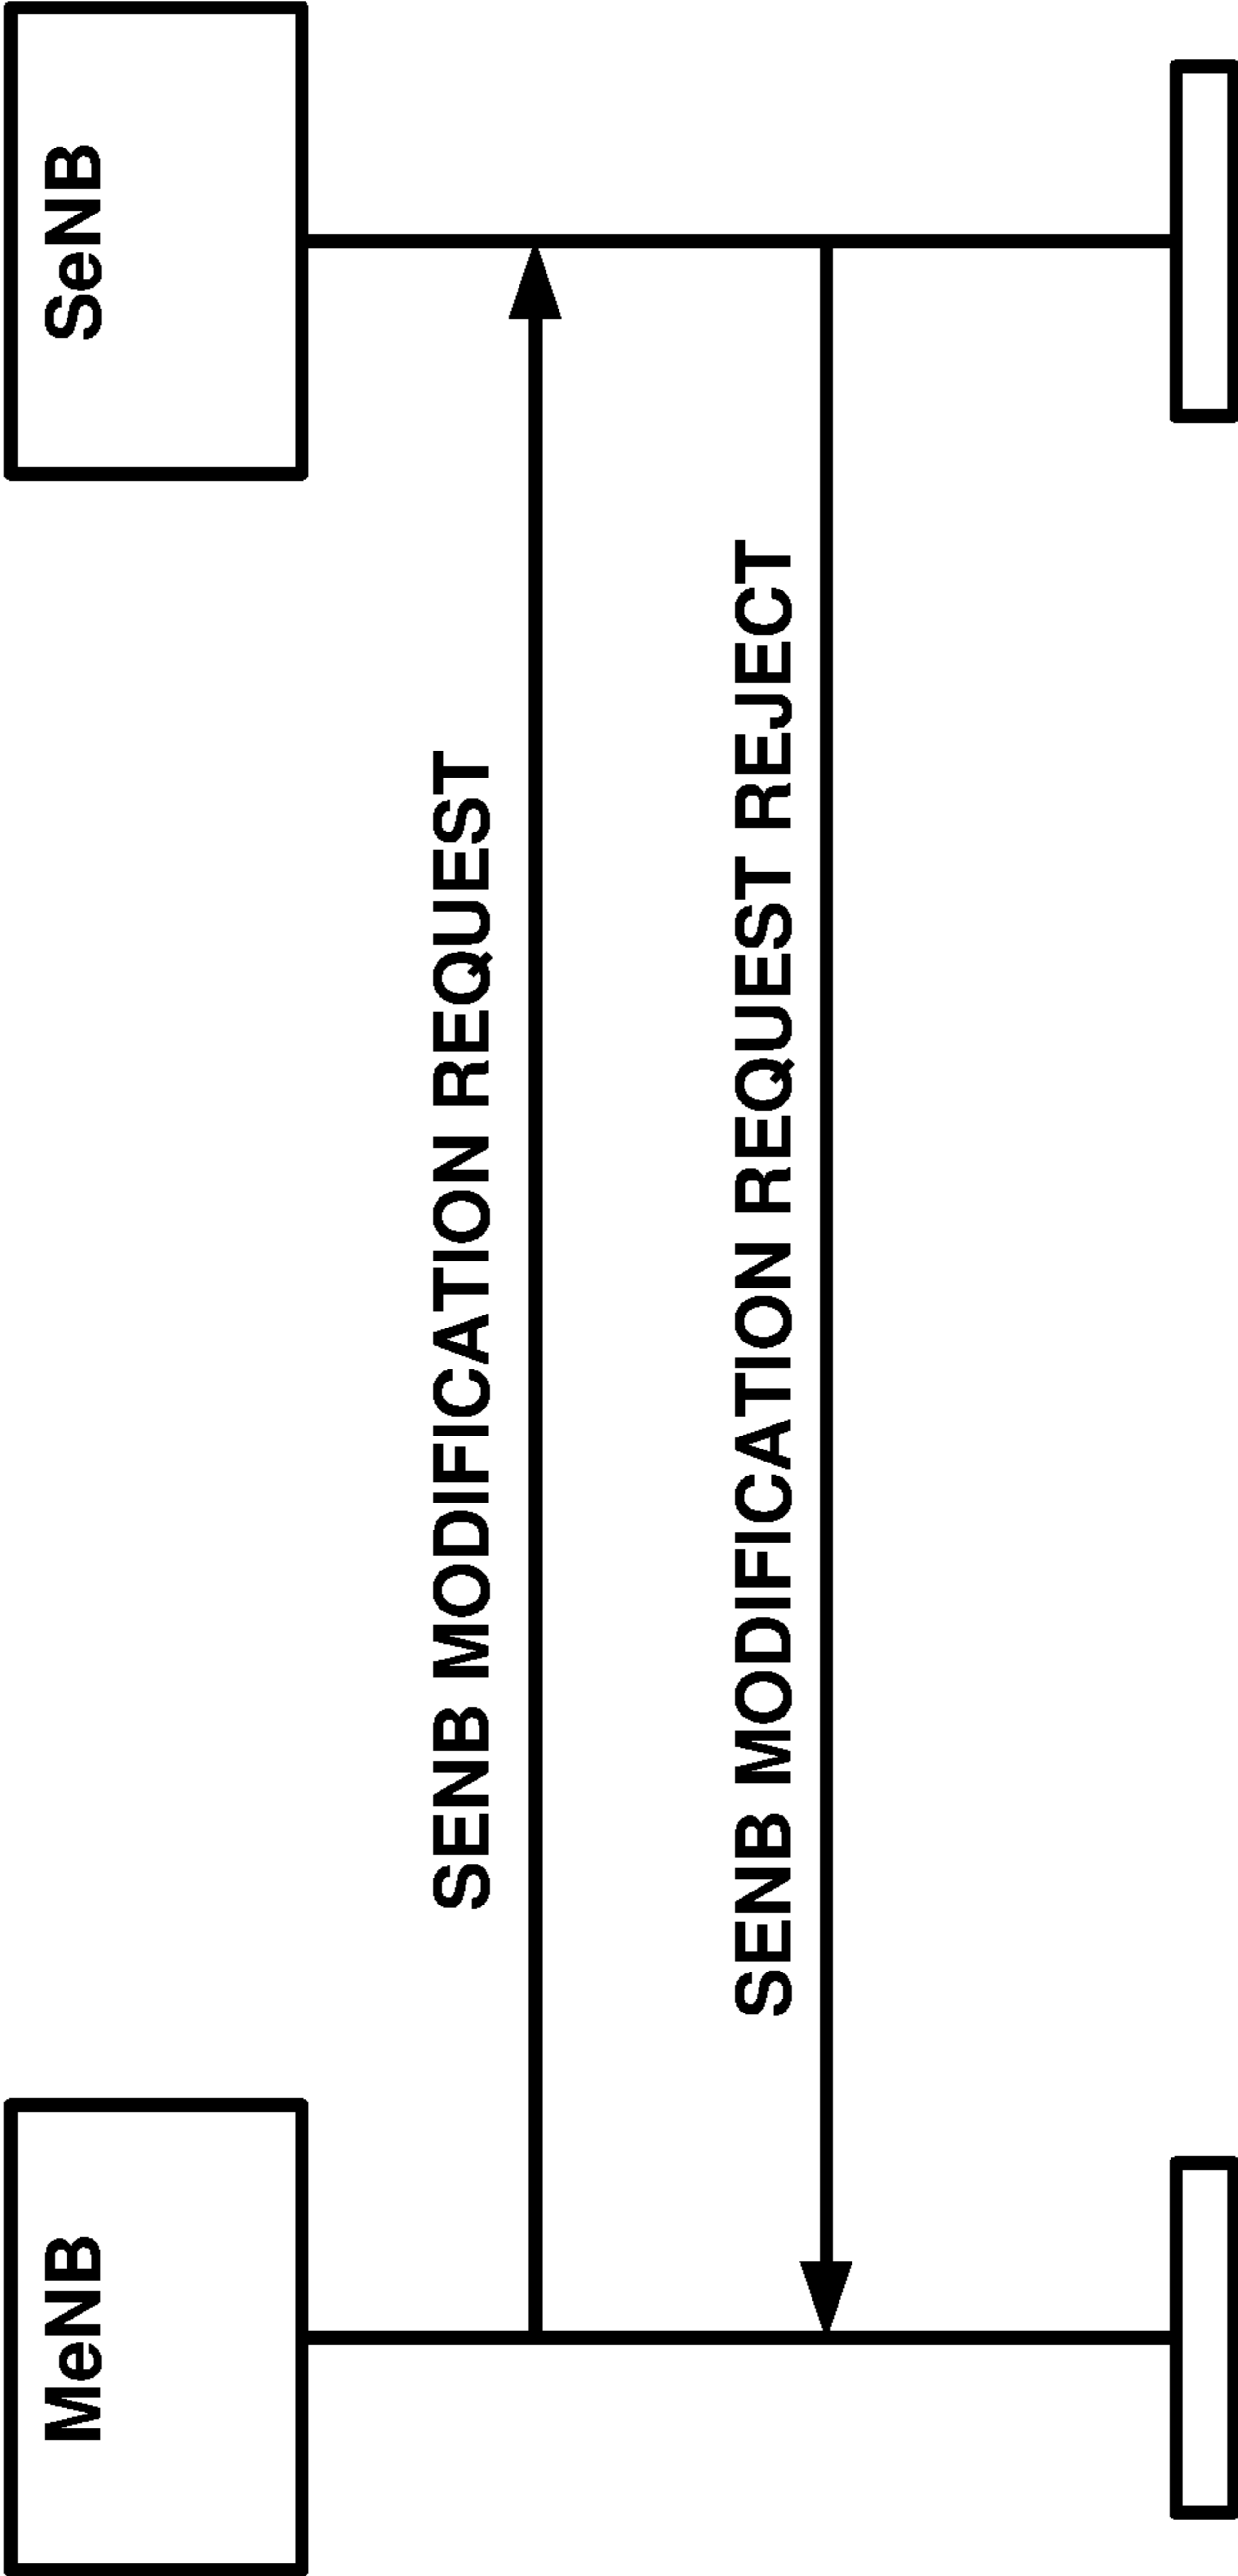 MeNB
SeNB
SENB MODIFICATION REQUEST
SENB MODIFICATION REQUEST REJECT